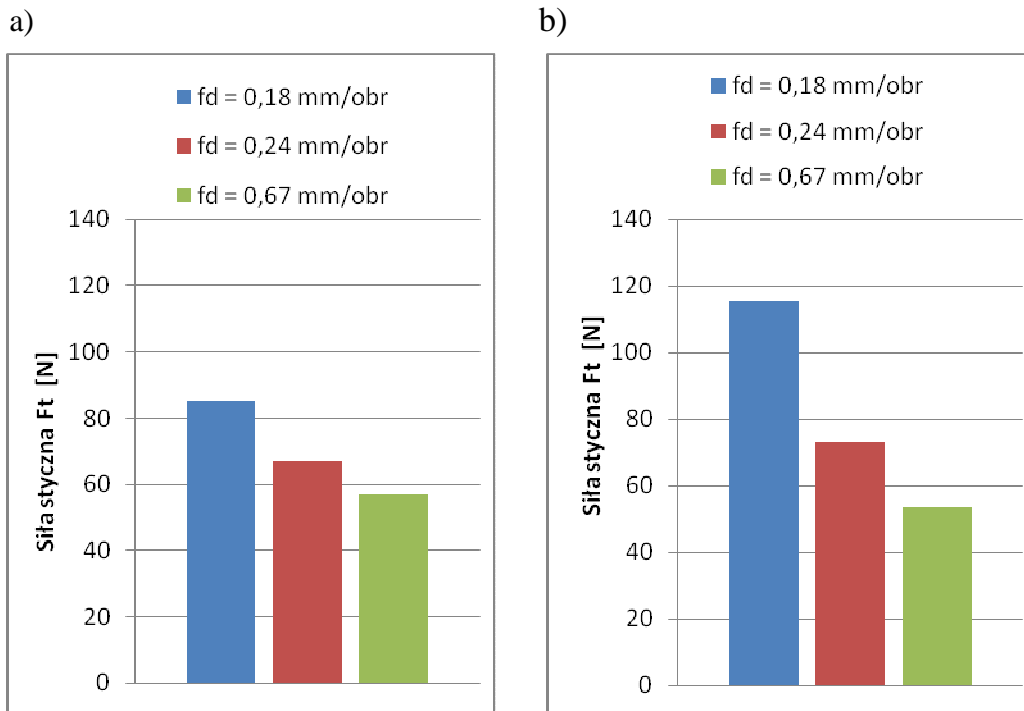 a)
fd = 0,18 mm/obr
fd = 0,24 mm/obr
fd = 0,67 mm/obr
Siła styczna Ft [N]
140
120
100
80
60
40
20
0
b)
fd = 0,18 mm/obr
fd = 0,24 mm/obr
fd = 0,67 mm/obr
Siła styczna Ft [N]
140
120
100
80
60
40
20
0